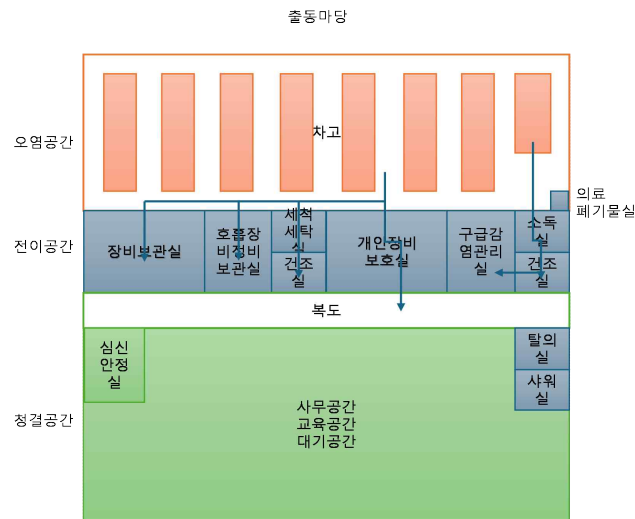 출동마당
오염공간
차고
의료
폐기물실
전이공간
장비보관실
호흡장
비정비
보관실
세척
세탁
실
건조
실
개인장비
보호실
구급감
염관리
실
소독
실
건조
실
복도
심신
안정
실
탈의
실
샤워
실
청결공간
사무공간
교육공간
대기공간